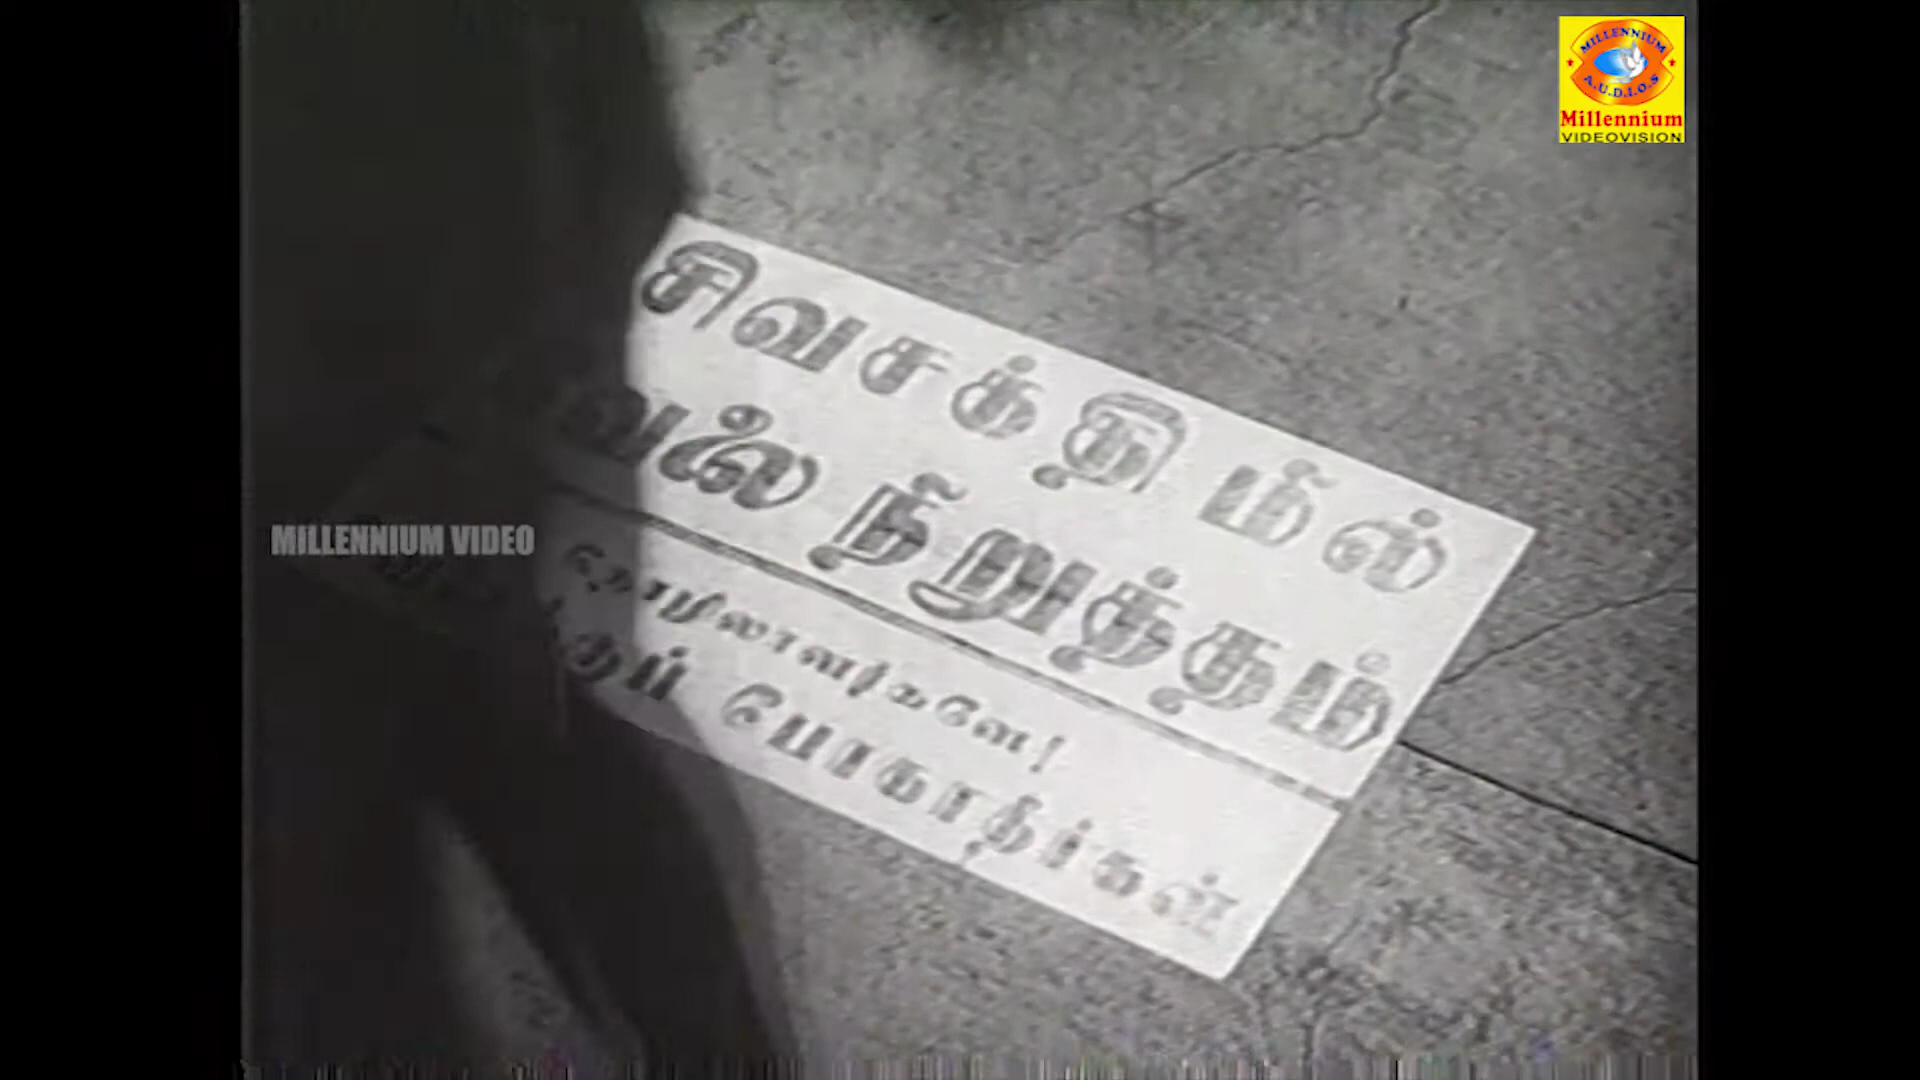 MILLENNIUM
A.U.D.I.O.S
Millennium
VIDEOVISION
சிவசக்தி மில்
வேலை நிறுத்தம்
MILLENNIUM VIDEO
தொழிலாளர்களே!
போகாதீர்கள்